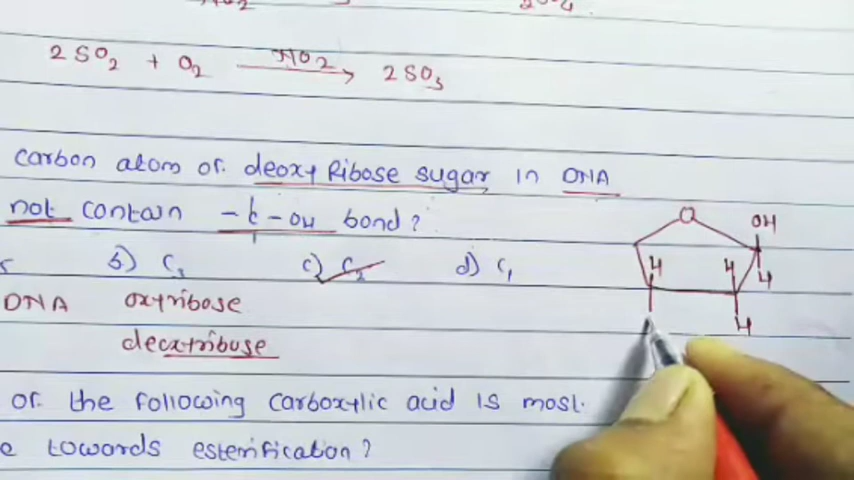 2SO₂ + O₂ NO₂ → 2SO₃
carbon atom of deoxy Ribose sugar in DNA
not contain -C-OH bond?
b) C₃ c) C₂ d) C₁
DNA oxyribose
deoxyribose
of the following carboxylic acid is most
e towards esterification?
O
OH
H H H
H